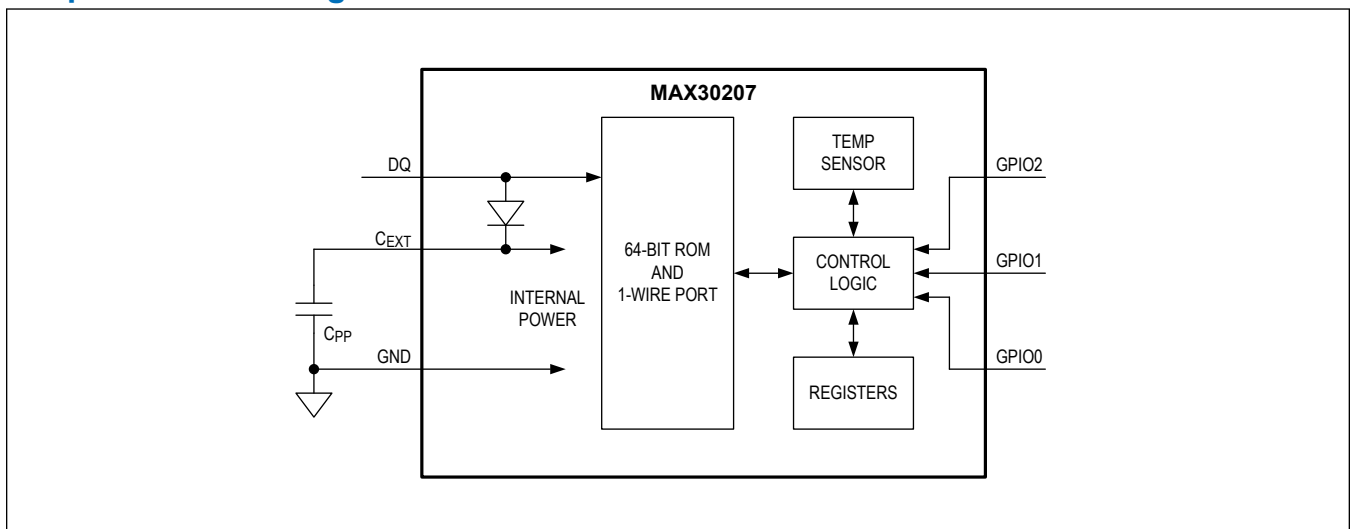 MAX30207
DQ
CEXT
CPP
GND
INTERNAL
POWER
64-BIT ROM
AND
1-WIRE PORT
TEMP
SENSOR
CONTROL
LOGIC
REGISTERS
GPIO2
GPIO1
GPIO0